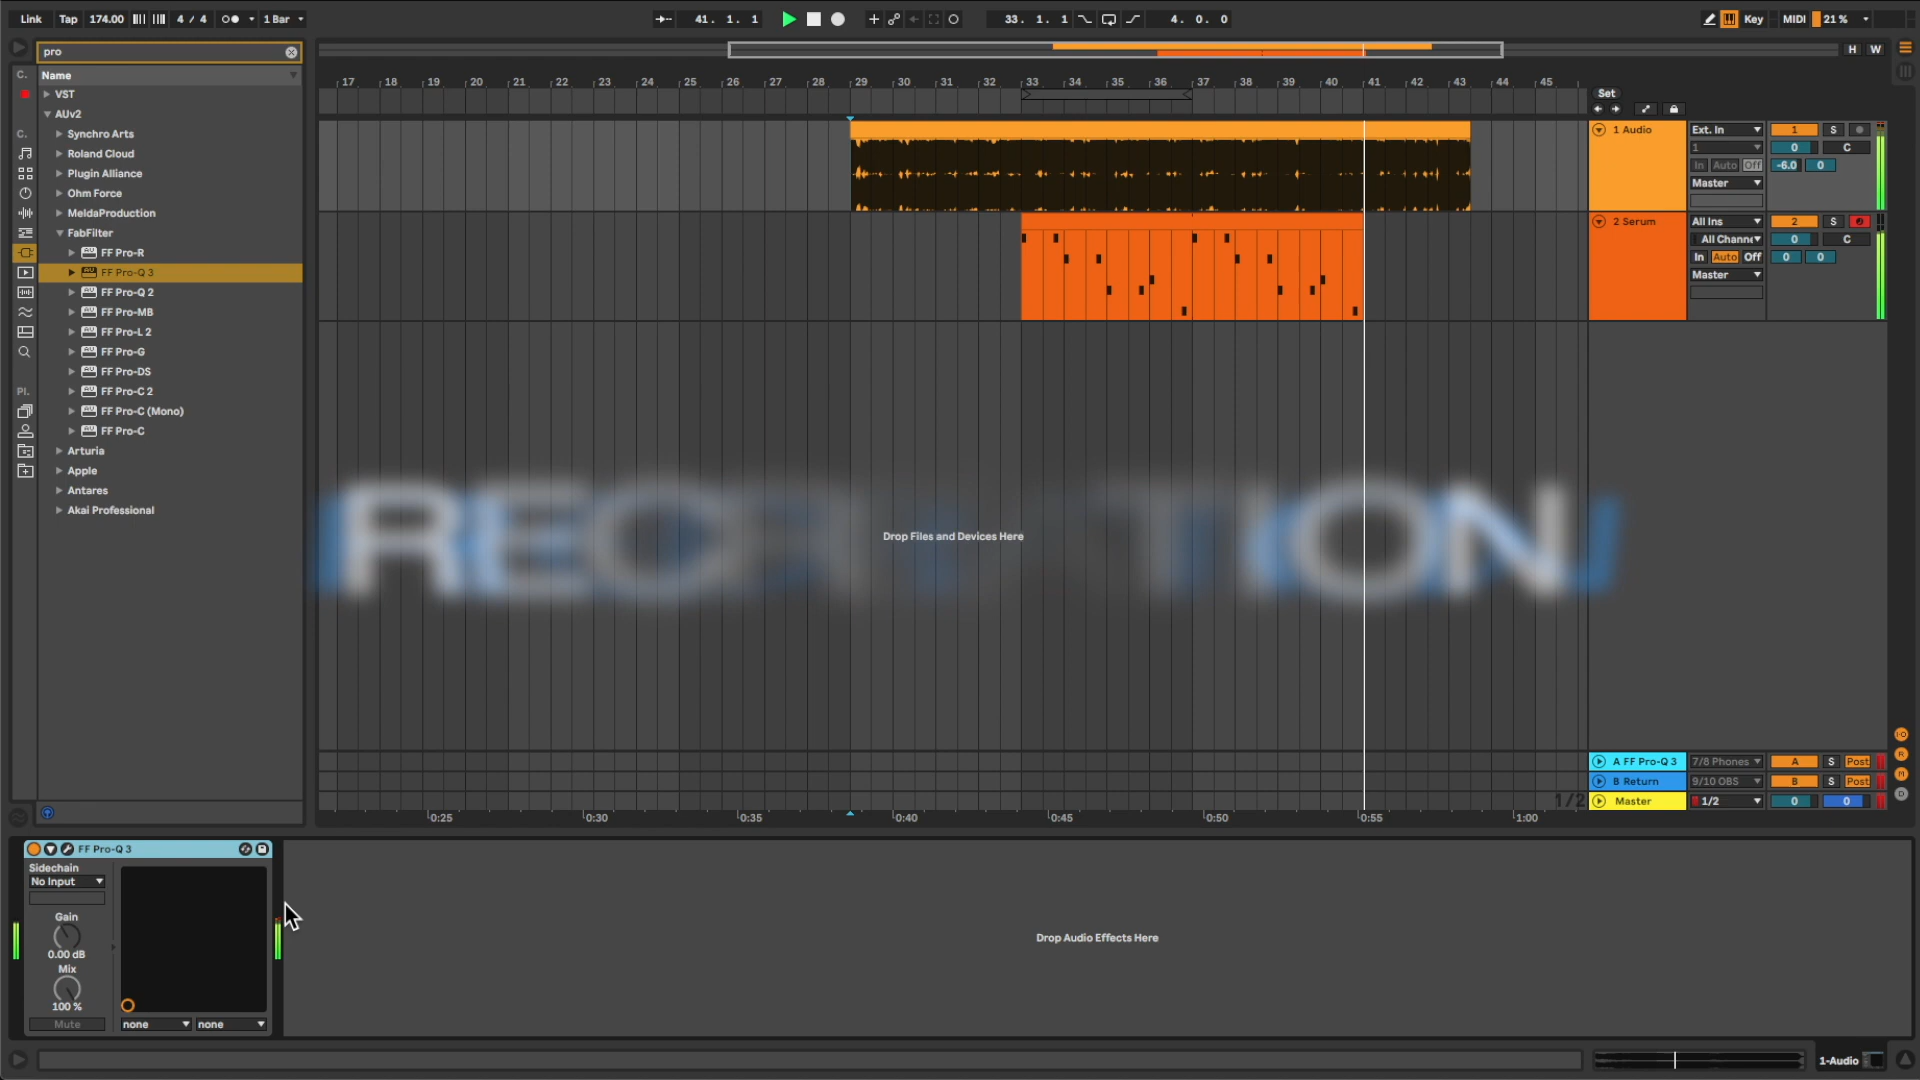 Link Tap 174.00 4 / 4 1 Bar 41. 1. 1 33. 1. 1 4. 0. 0 Key MIDI 21 %
pro
H W
C. Name
VST
AUv2
C. Synchro Arts
Roland Cloud
Plugin Alliance
Ohm Force
MeldaProduction
FabFilter
FF Pro-R
FF Pro-Q 3
FF Pro-Q 2
FF Pro-MB
FF Pro-L 2
FF Pro-G
FF Pro-DS
Pl. FF Pro-C 2
FF Pro-C (Mono)
FF Pro-C
Arturia
Apple
Antares
Akai Professional
17 18 19 20 21 22 23 24 25 26 27 28 29 30 31 32 33 34 35 36 37 38 39 40 41 42 43 44 45
Set
1 Audio Ext. In 1 S
1 0 C
In Auto Off -6.0 0
Master
2 Serum All Ins 2 S
All Channe 0 C
In Auto Off 0 0
Master
Drop Files and Devices Here
I·O
R
M
D
A FF Pro-Q 3 7/8 Phones A S Post
B Return 9/10 OBS B S Post
1/2 Master 1/2 0 0
0:25 0:30 0:35 0:40 0:45 0:50 0:55 1:00
FF Pro-Q 3
Sidechain
No Input
Gain
0.00 dB
Mix
100 %
Mute none none
Drop Audio Effects Here
1-Audio